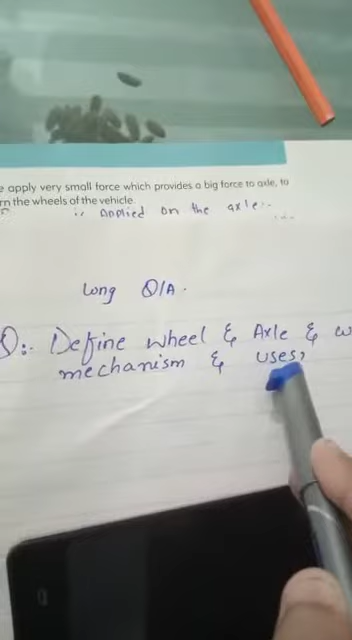 e apply very small force which provides a big force to axle, to
rn the wheels of the vehicle.
is Applied on the axle:-
Long Q/A.
Q:- Define wheel & Axle & w
mechanism & uses,